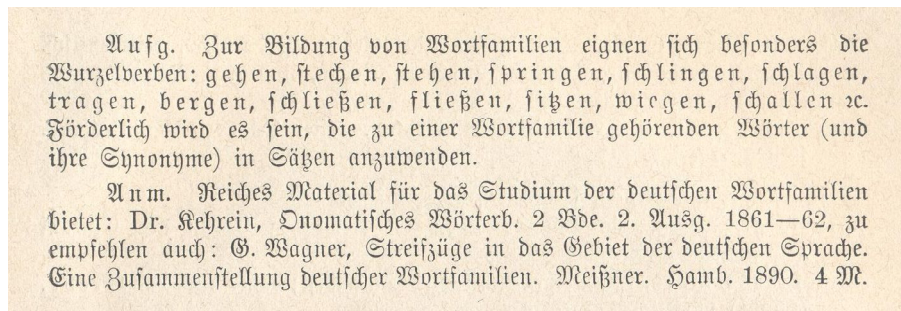 Aufg. Zur Bildung von Wortfamilien eignen sich besonders die
Wurzelverben: gehen, stechen, stehen, springen, schlingen, schlagen,
tragen, bergen, schließen, fließen, sitzen, wiegen, schallen ꝛc.
Förderlich wird es sein, die zu einer Wortfamilie gehörenden Wörter (und
ihre Synonyme) in Sätzen anzuwenden.
Anm. Reiches Material für das Studium der deutschen Wortfamilien
bietet: Dr. Kehrein, Onomatisches Wörterb. 2 Bde. 2. Ausg. 1861—62, zu
empfehlen auch: G. Wagner, Streifzüge in das Gebiet der deutschen Sprache.
Eine Zusammenstellung deutscher Wortfamilien. Meißner. Hamb. 1890. 4 M.